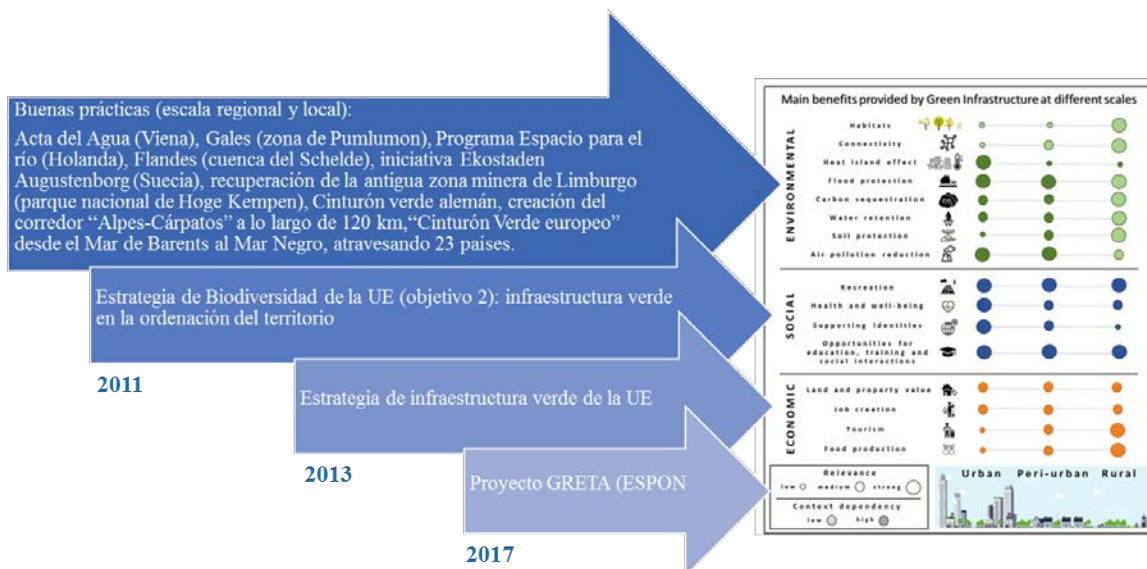 Buenas prácticas (escala regional y local):
Acta del Agua (Viena), Gales (zona de Pumlumon), Programa Espacio para el
río (Holanda), Flandes (cuenca del Schelde), iniciativa Ekostaden
Augustenborg (Suecia), recuperación de la antigua zona minera de Limburgo
(parque nacional de Hoge Kempen), Cinturón verde alemán, creación del
corredor “Alpes-Cárpatos” a lo largo de 120 km,“Cinturón Verde europeo”
desde el Mar de Barents al Mar Negro, atravesando 23 países.
Estrategia de Biodiversidad de la UE (objetivo 2): infraestructura verde
en la ordenación del territorio
2011
Estrategia de infraestructura verde de la UE
2013
Proyecto GRETA (ESPON
2017
Main benefits provided by Green Infrastructure at different scales
ENVIRONMENTAL
Habitats
Connectivity
Heat island effect
Flood protection
Carbon sequestration
Water retention
Soil protection
Air pollution reduction
SOCIAL
Recreation
Health and well-being
Supporting identities
Opportunities for
education, training and
social interactions
ECONOMIC
Land and property value
Job creation
Tourism
Food production
Relevance
low medium strong
Context dependency
low high
Urban Peri-urban Rural